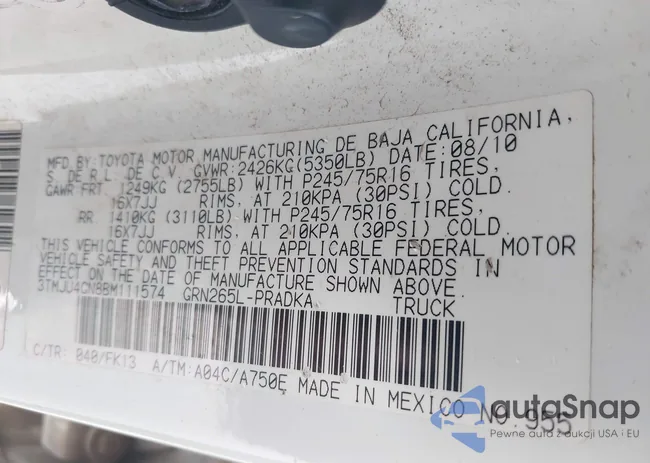 MFD BY:TOYOTA MOTOR MANUFACTURING DE BAJA CALIFORNIA,
S. DE R.L. DE C.V. GVWR:2426KG(5350LB) DATE:08/10
GAWR FRT 1249KG (2755LB) WITH P245/75R16 TIRES,
16X7JJ RIMS, AT 210KPA (30PSI) COLD.
RR 1410KG (3110LB) WITH P245/75R16 TIRES,
16X7JJ RIMS, AT 210KPA (30PSI) COLD.
THIS VEHICLE CONFORMS TO ALL APPLICABLE FEDERAL MOTOR
VEHICLE SAFETY AND THEFT PREVENTION STANDARDS IN
EFFECT ON THE DATE OF MANUFACTURE SHOWN ABOVE.
3TMJU4CN8BM111574 GRN265L-PRADKA TRUCK
C/TR: 040/FK13 A/TM:A04C/A750E MADE IN MEXICO NO.955
autoSnap
Pewne auta z aukcji USA i EU